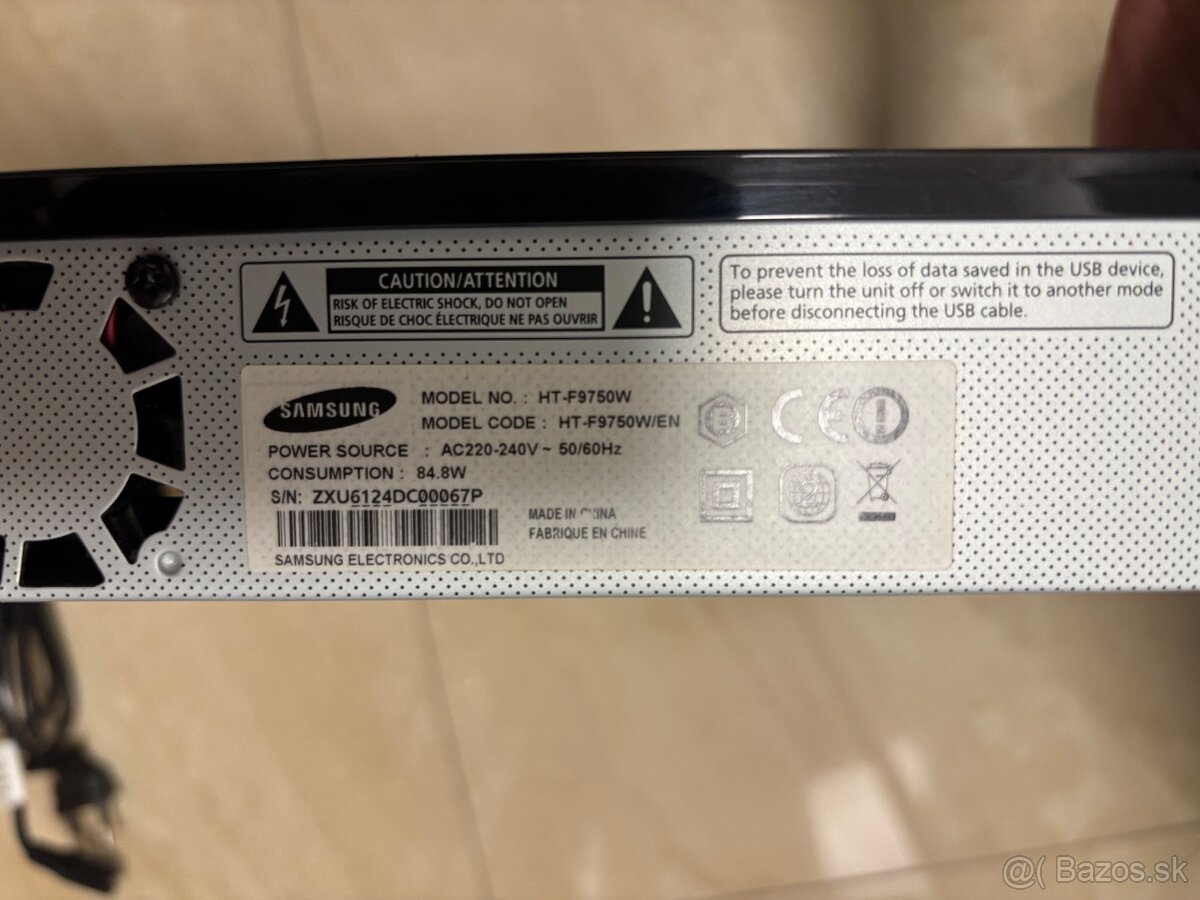 CAUTION/ATTENTION
RISK OF ELECTRIC SHOCK, DO NOT OPEN
RISQUE DE CHOC ÉLECTRIQUE NE PAS OUVRIR
To prevent the loss of data saved in the USB device,
please turn the unit off or switch it to another mode
before disconnecting the USB cable.
SAMSUNG
MODEL NO. : HT-F9750W
MODEL CODE : HT-F9750W/EN
POWER SOURCE : AC220-240V ~ 50/60Hz
CONSUMPTION : 84.8W
S/N: ZXU6124DC00067P
MADE IN CHINA
FABRIQUE EN CHINE
SAMSUNG ELECTRONICS CO.,LTD
CE
@( Bazos.sk